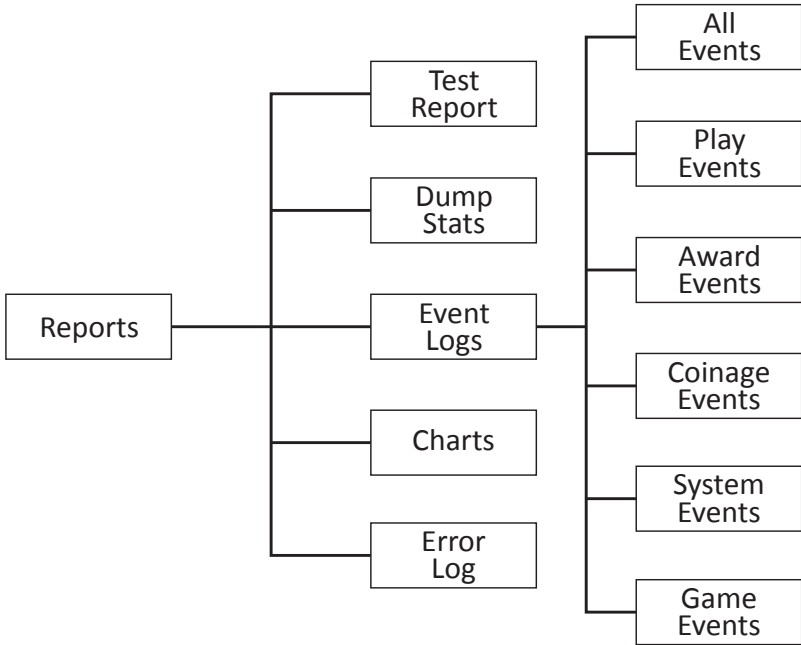 Reports
Test
Report
Dump
Stats
Event
Logs
Charts
Error
Log
All
Events
Play
Events
Award
Events
Coinage
Events
System
Events
Game
Events